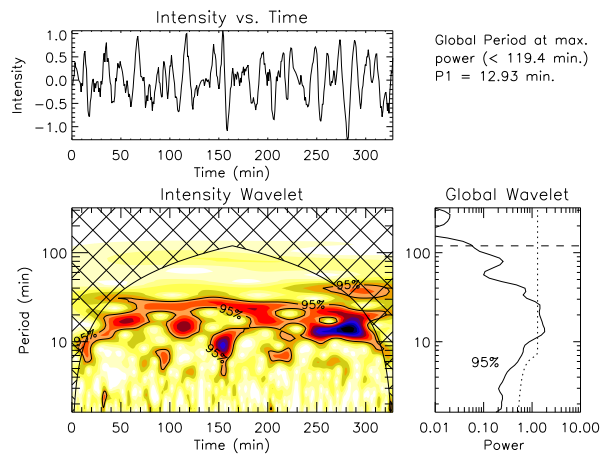 Intensity vs. Time
1.0
0.5
0.0
−0.5
−1.0
Intensity
0 50 100 150 200 250 300
Time (min)
Global Period at max.
power (< 119.4 min.)
P1 = 12.93 min.
Intensity Wavelet
100
10
Period (min)
95%
95%
95%
95%
95%
0 50 100 150 200 250 300
Time (min)
Global Wavelet
100
10
95%
0.01 0.10 1.00 10.00
Power